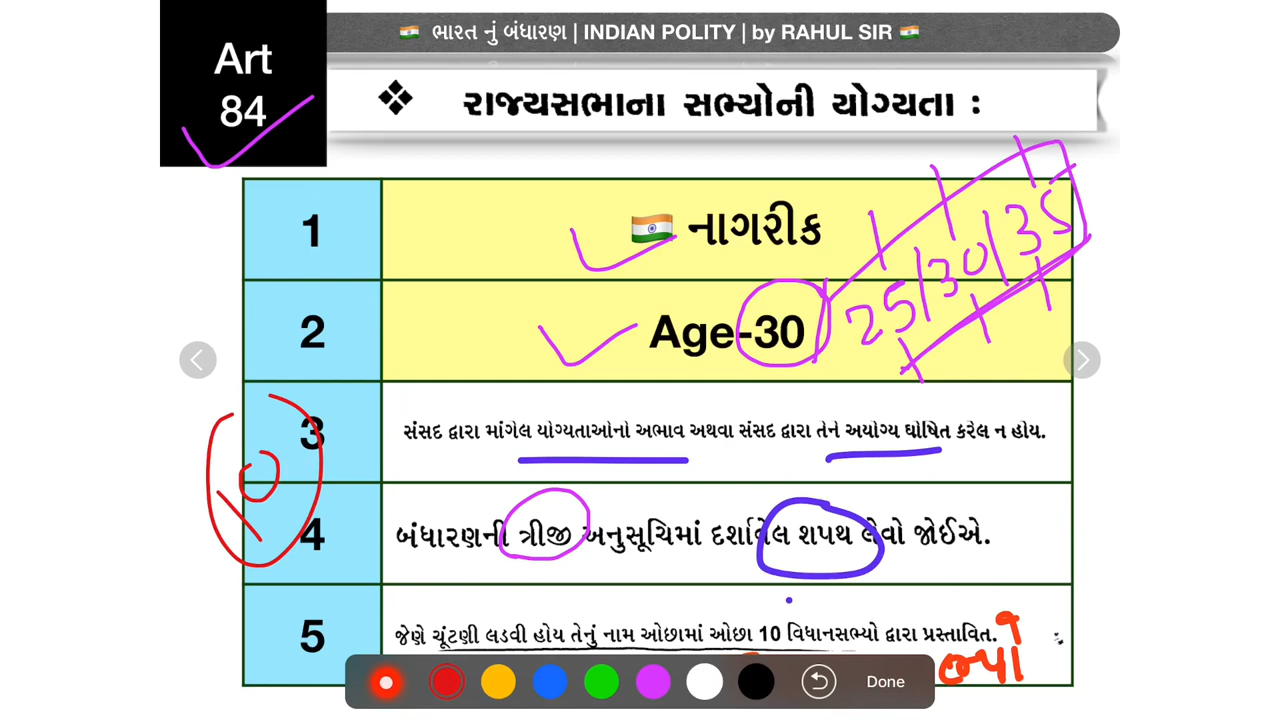 🇮🇳 ભારત નું બંધારણ | INDIAN POLITY | by RAHUL SIR 🇮🇳
Art
84
❖ રાજ્યસભાના સભ્યોની યોગ્યતા :
1 🇮🇳 નાગરીક
2 Age-30
25/30/35
3 સંસદ દ્વારા માંગેલ યોગ્યતાઓનો અભાવ અથવા સંસદ દ્વારા તેને અયોગ્ય ઘોષિત કરેલ ન હોય.
10
4 બંધારણની ત્રીજી અનુસૂચિમાં દર્શાવેલ શપથ લેવો જોઈએ.
5 જેણે ચૂંટણી લડવી હોય તેનું નામ ઓછામાં ઓછા 10 વિધાનસભ્યો દ્વારા પ્રસ્તાવિત.
Done